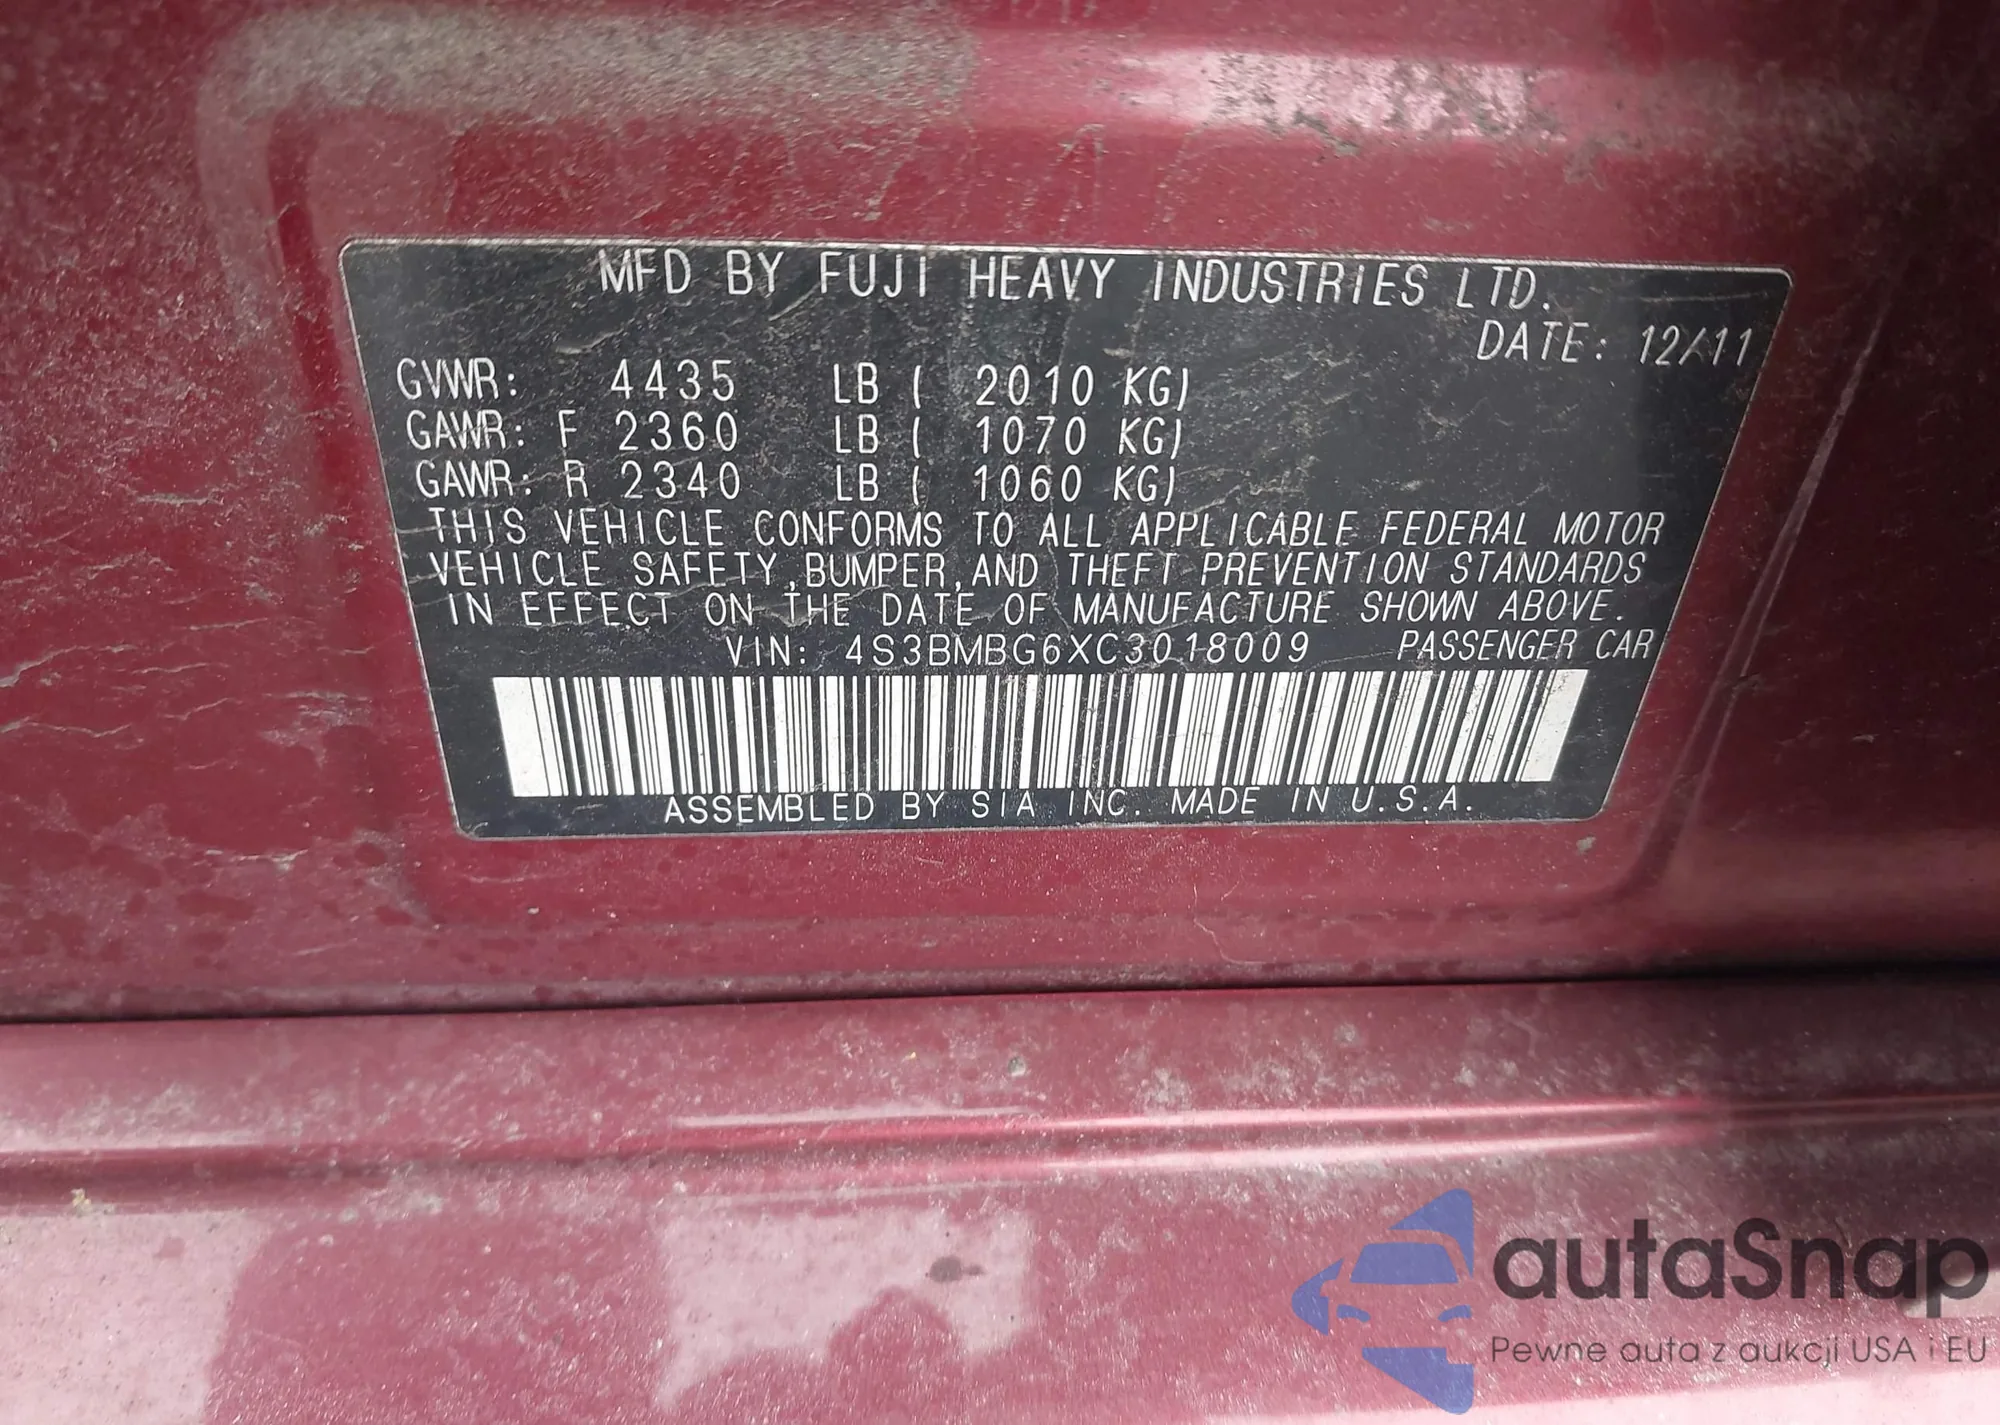 MFD BY FUJI HEAVY INDUSTRIES LTD.
DATE: 12/11
GVWR: 4435 LB ( 2010 KG)
GAWR: F 2360 LB ( 1070 KG)
GAWR: R 2340 LB ( 1060 KG)
THIS VEHICLE CONFORMS TO ALL APPLICABLE FEDERAL MOTOR
VEHICLE SAFETY,BUMPER,AND THEFT PREVENTION STANDARDS
IN EFFECT ON THE DATE OF MANUFACTURE SHOWN ABOVE.
VIN: 4S3BMBG6XC3018009 PASSENGER CAR
ASSEMBLED BY SIA INC. MADE IN U.S.A.
autaSnap
Pewne auta z aukcji USA i EU